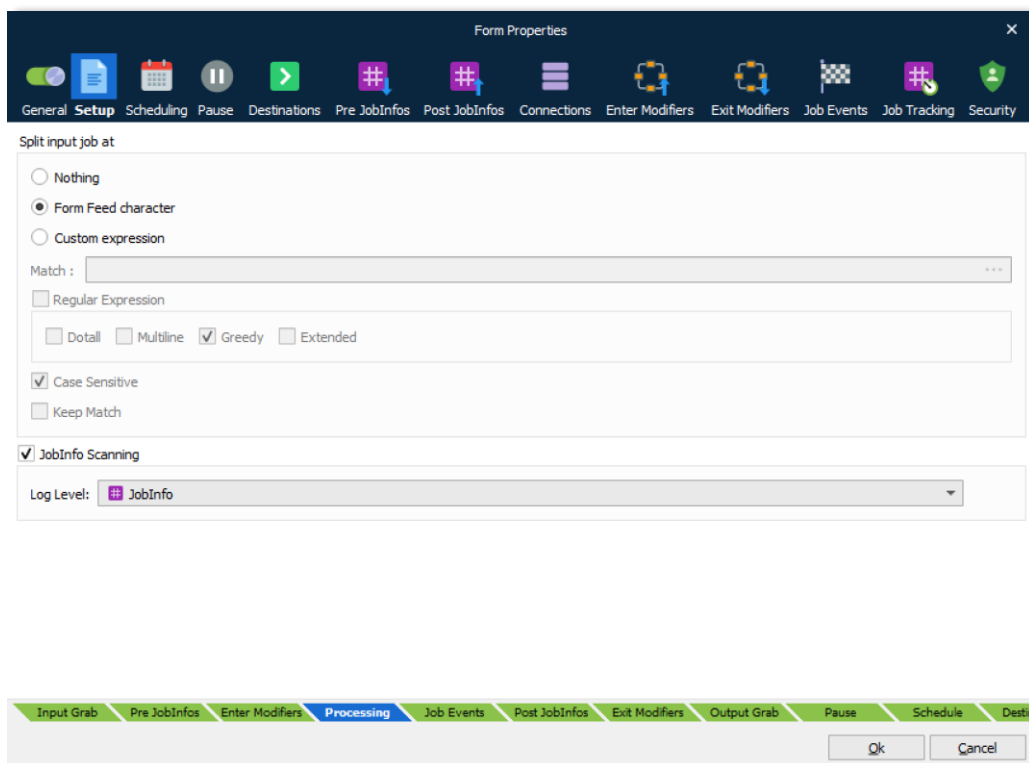 Form Properties
General Setup Scheduling Pause Destinations Pre JobInfos Post JobInfos Connections Enter Modifiers Exit Modifiers Job Events Job Tracking Security
Split input job at
Nothing
Form Feed character
Custom expression
Match :
Regular Expression
Dotall Multiline Greedy Extended
Case Sensitive
Keep Match
JobInfo Scanning
Log Level: JobInfo
Input Grab Pre JobInfos Enter Modifiers Processing Job Events Post JobInfos Exit Modifiers Output Grab Pause Schedule Desti
Ok Cancel